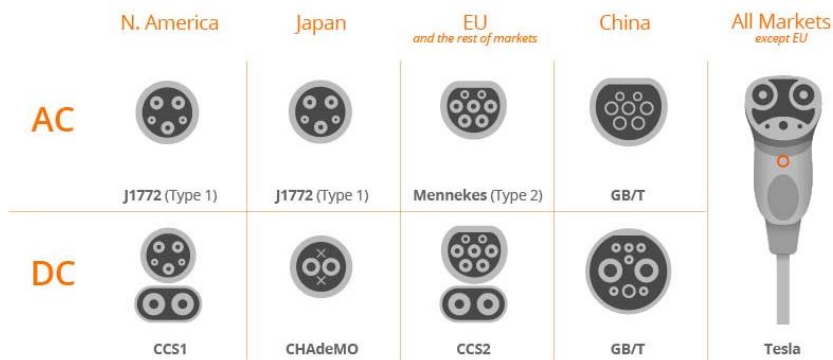 N. America
Japan
EU
and the rest of markets
China
All Markets
except EU
AC
J1772 (Type 1)
J1772 (Type 1)
Mennekes (Type 2)
GB/T
DC
CCS1
CHAdeMO
CCS2
GB/T
Tesla